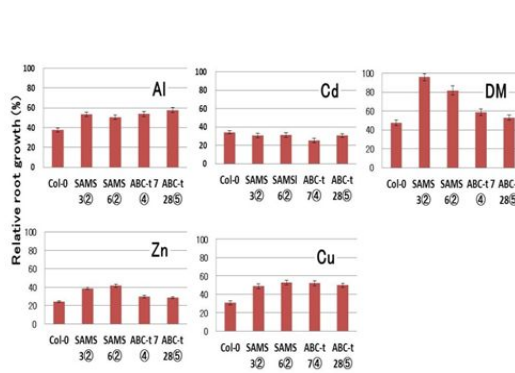 Relative root growth (%)
Al
100
80
60
40
20
0
Col-0 SAMS SAMS ABC-t 7 ABC-t
3② 6② ④ 28⑤
Cd
100
80
60
40
20
0
Col-0 SAMS SAMSI ABC-t ABC-t
3② 6② 7④ 28⑤
DM
100
80
60
40
20
0
Col-0 SAMS SAMS ABC-t 7 ABC-t
3② 6② ④ 28⑤
Zn
100
80
60
40
20
0
Col-0 SAMS SAMS ABC-t 7 ABC-t
3② 6② ④ 28⑤
Cu
100
80
60
40
20
0
Col-0 SAMS SAMS ABC-t ABC-t
3② 6② 7④ 28⑤